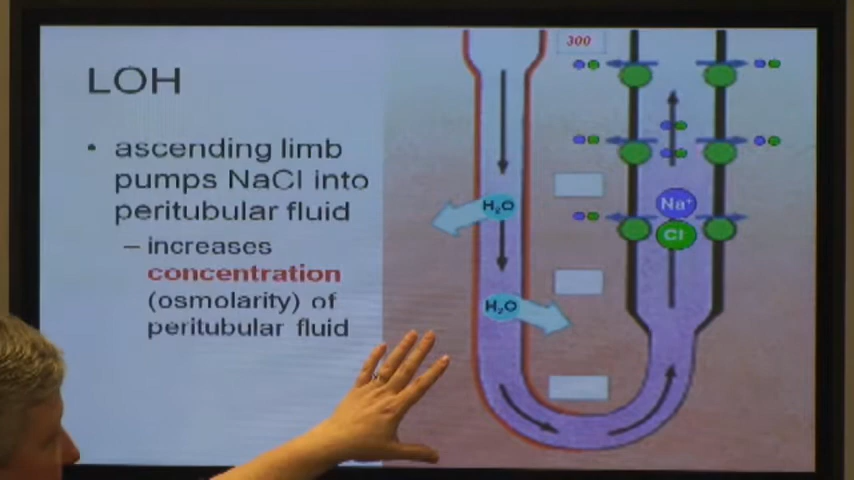 LOH
• ascending limb
pumps NaCl into
peritubular fluid
– increases
concentration
(osmolarity) of
peritubular fluid
300
H₂O
H₂O
Na⁺
Cl⁻